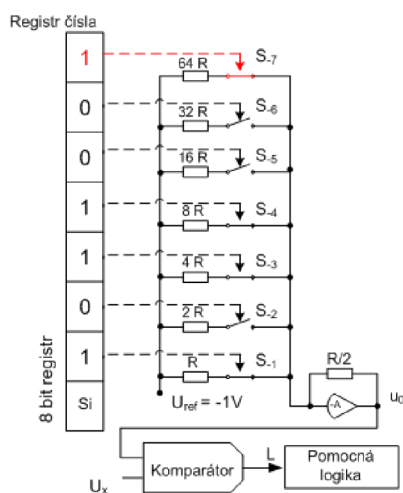 Registr čísla
1
64 R
S-7
0
32 R
S-6
0
16 R
S-5
1
8 R
S-4
1
4 R
S-3
0
2 R
S-2
1
R
S-1
Si
8 bit registr
Uref = -1V
R/2
-A
u0
Ux
Komparátor
L
Pomocná
logika